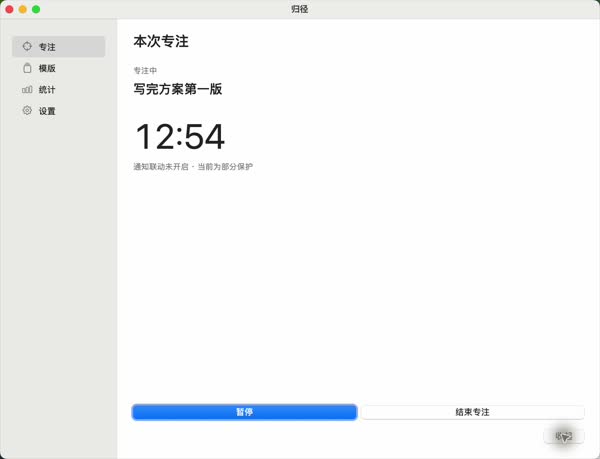 归径
专注
模版
统计
设置
本次专注
专注中
写完方案第一版
12:54
通知联动未开启 · 当前为部分保护
暂停
结束专注